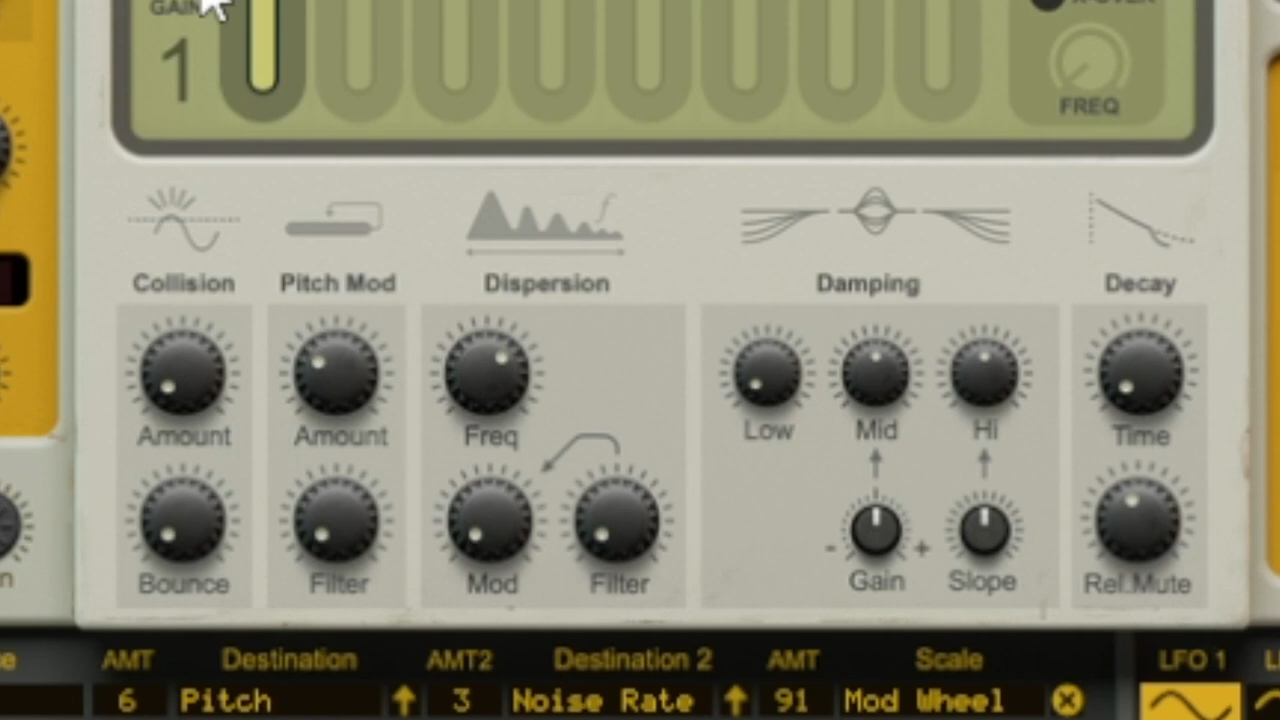 GAIN
1
FREQ
Collision Pitch Mod Dispersion Damping Decay
Amount Amount Freq Low Mid Hi Time
Bounce Filter Mod Filter - Gain + Slope Rel.Mute
AMT Destination AMT2 Destination 2 AMT Scale LFO 1
6 Pitch 3 Noise Rate 91 Mod Wheel